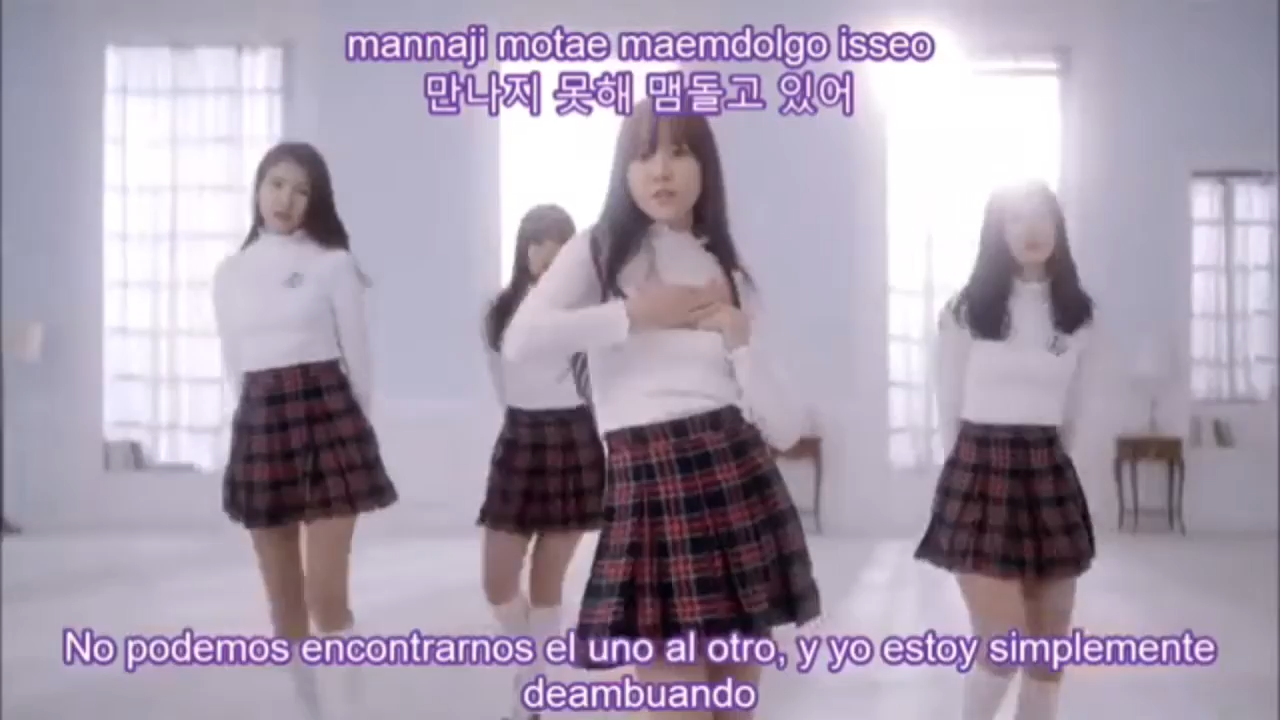 mannaji motae maemdolgo isseo
만나지 못해 맴돌고 있어
No podemos encontrarnos el uno al otro, y yo estoy simplemente
deambuando